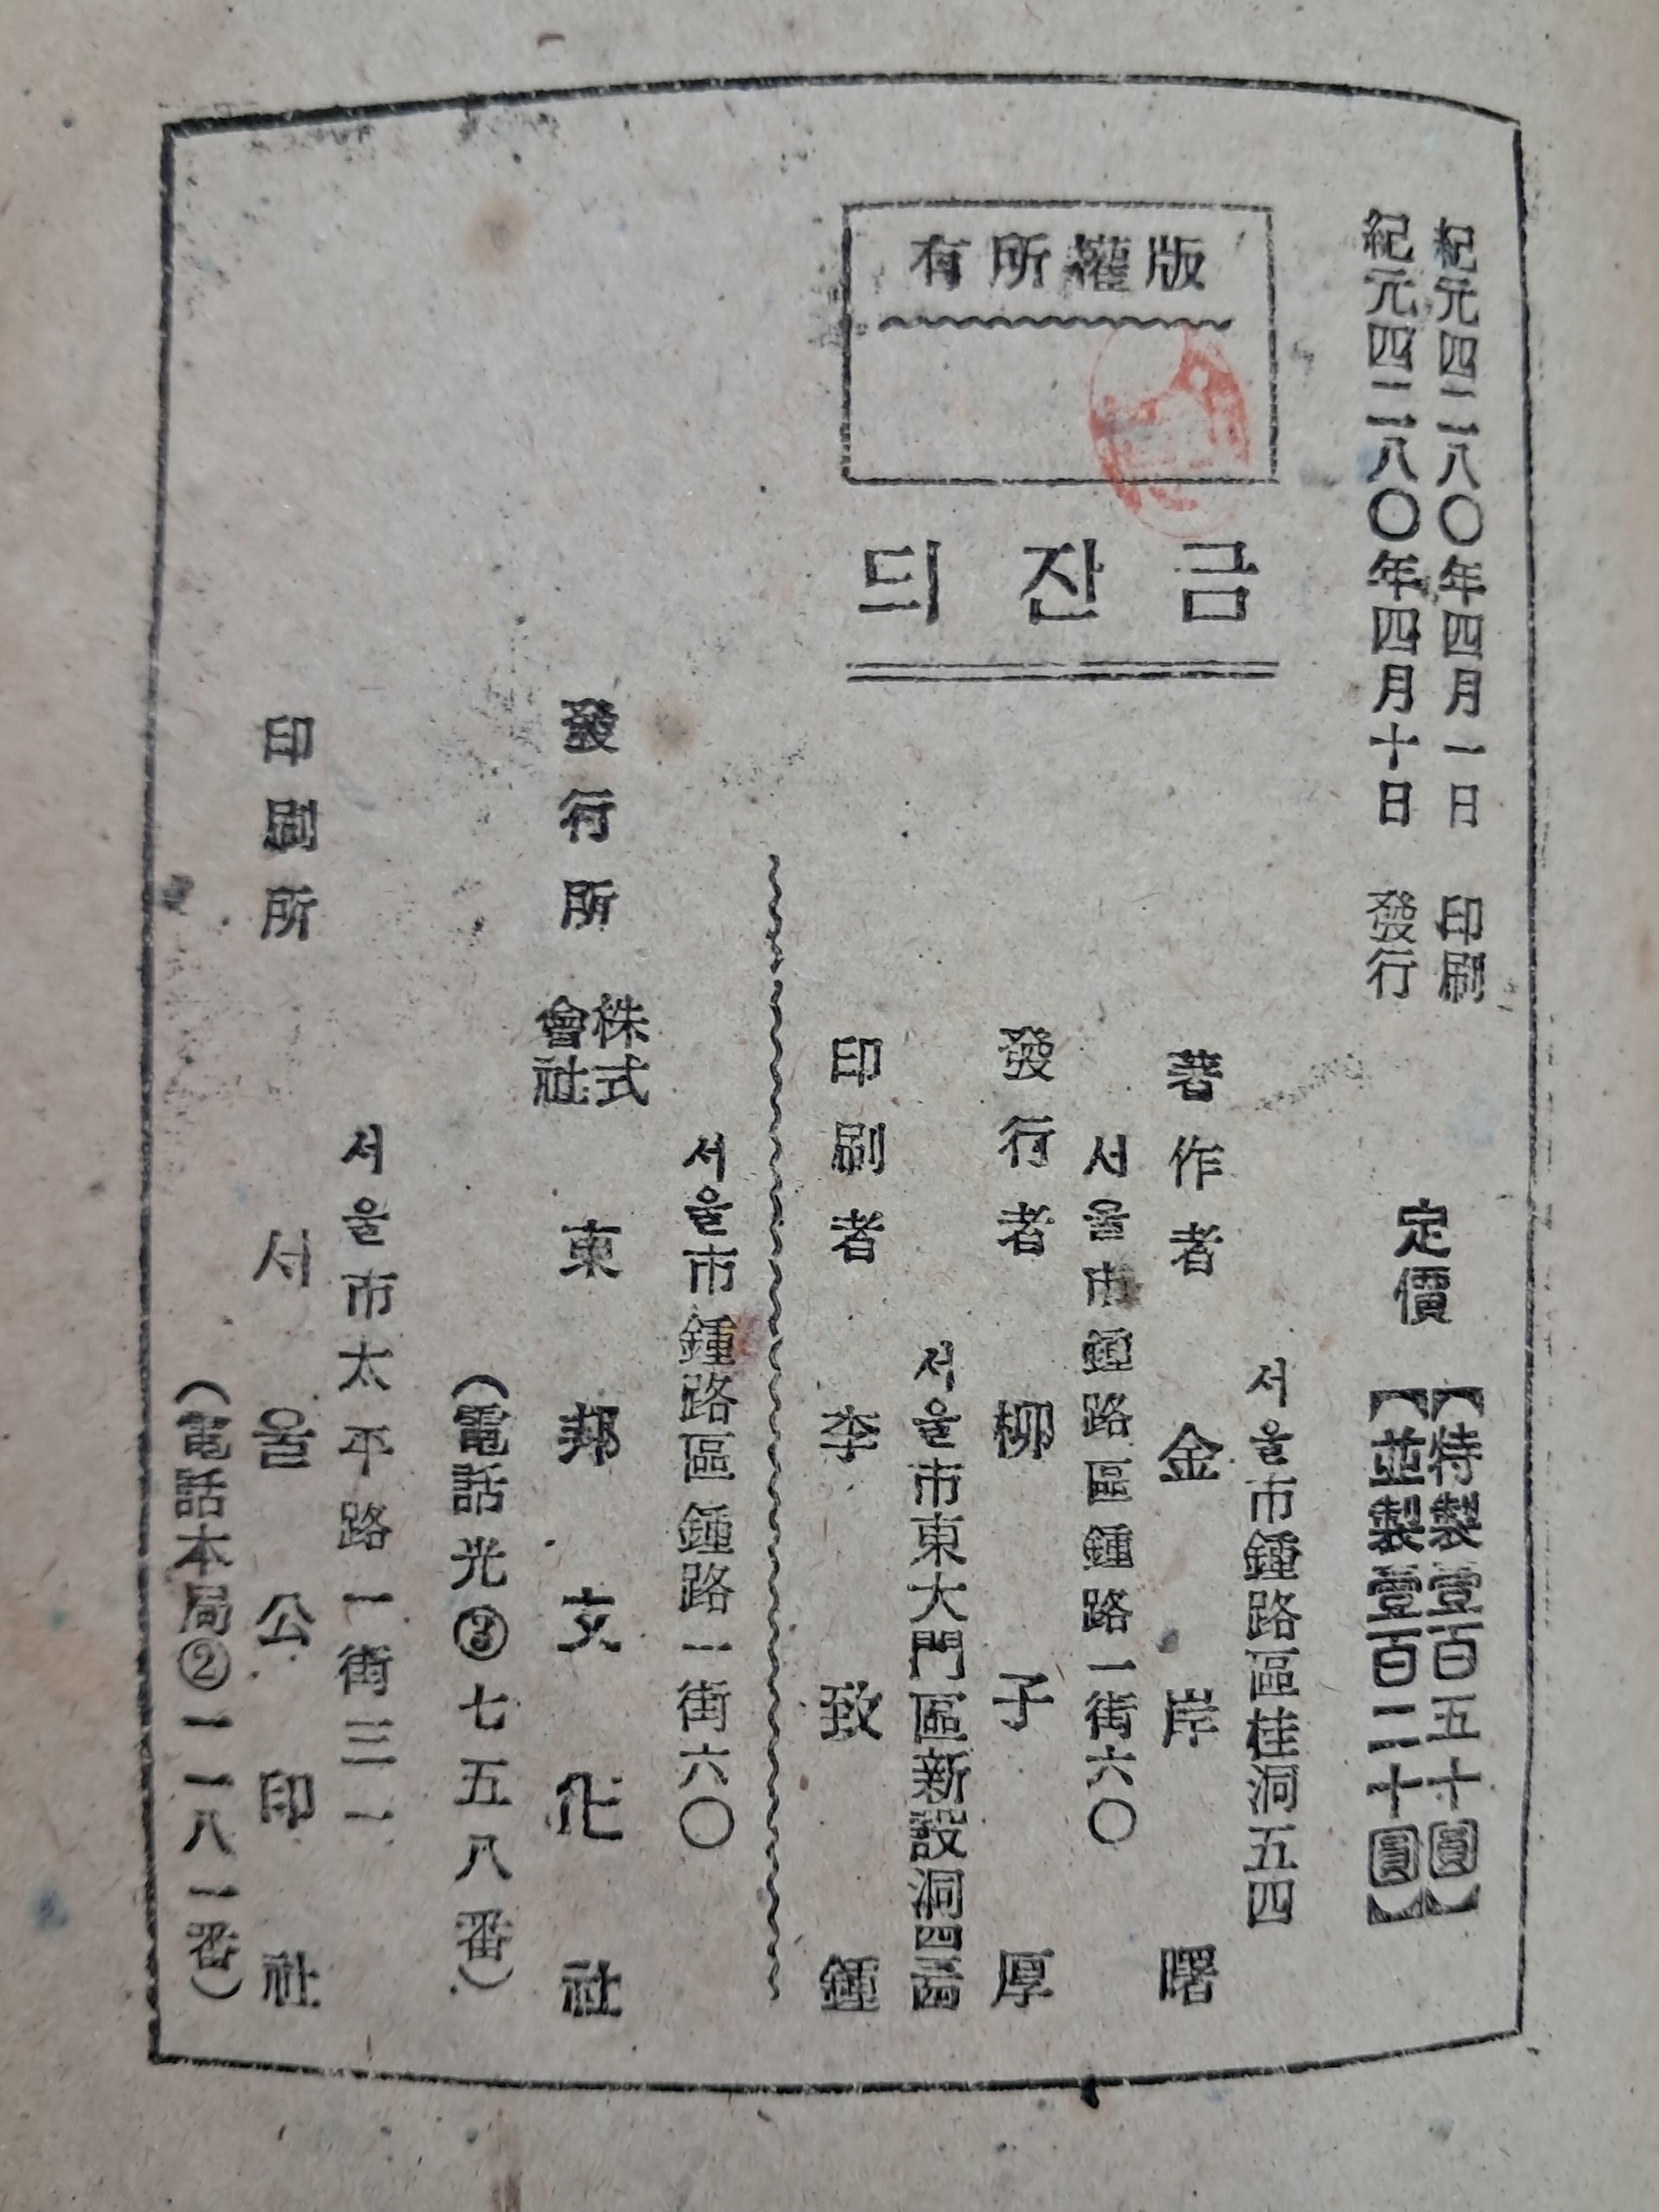 紀元四二八〇年四月一日 印刷
紀元四二八〇年四月十日 發行
定價
【特製壹百五十圓】
【並製壹百二十圓】
版權所有
금잔듸
서울市鍾路區桂洞五四
著作者 金岸曙
서울市鍾路區鍾路一街六〇
發行者 柳子厚
서울市東大門區新設洞
印刷者 李致鍾
서울市鍾路區鍾路一街六〇
發行所 株式會社 東邦文化社
(電話光③七五八番)
서울市太平路一街三一
印刷所 서울公印社
(電話本局②一一八一番)